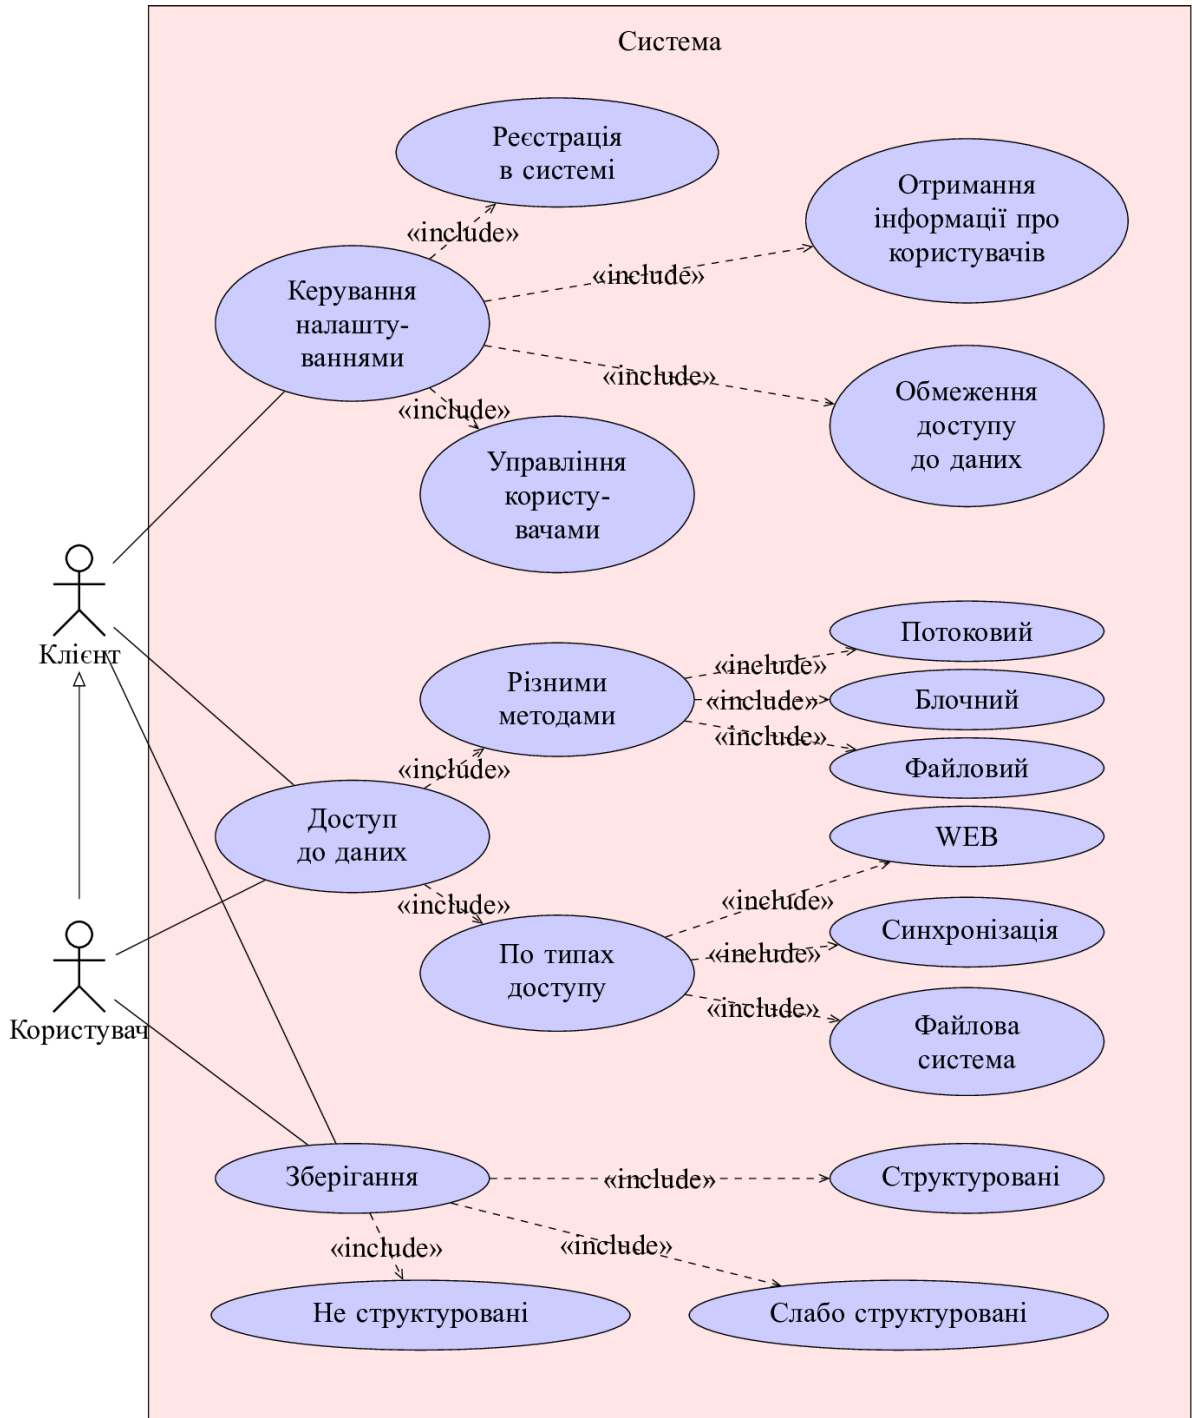 Система
Реєстрація
в системі
Отримання
інформації про
користувачів
«include»
«include»
Керування
налашту-
ваннями
«include»
Обмеження
доступу
до даних
«include»
Управління
користу-
вачами
Клієнт
Потоковий
«include»
Різними
методами
«include»
Блочний
«include»
Файловий
«include»
Доступ
до даних
WEB
«include»
«include»
Синхронізація
«include»
По типах
доступу
«include»
Файлова
система
Користувач
Зберігання
«include»
Структуровані
«include»
«include»
Не структуровані
Слабо структуровані